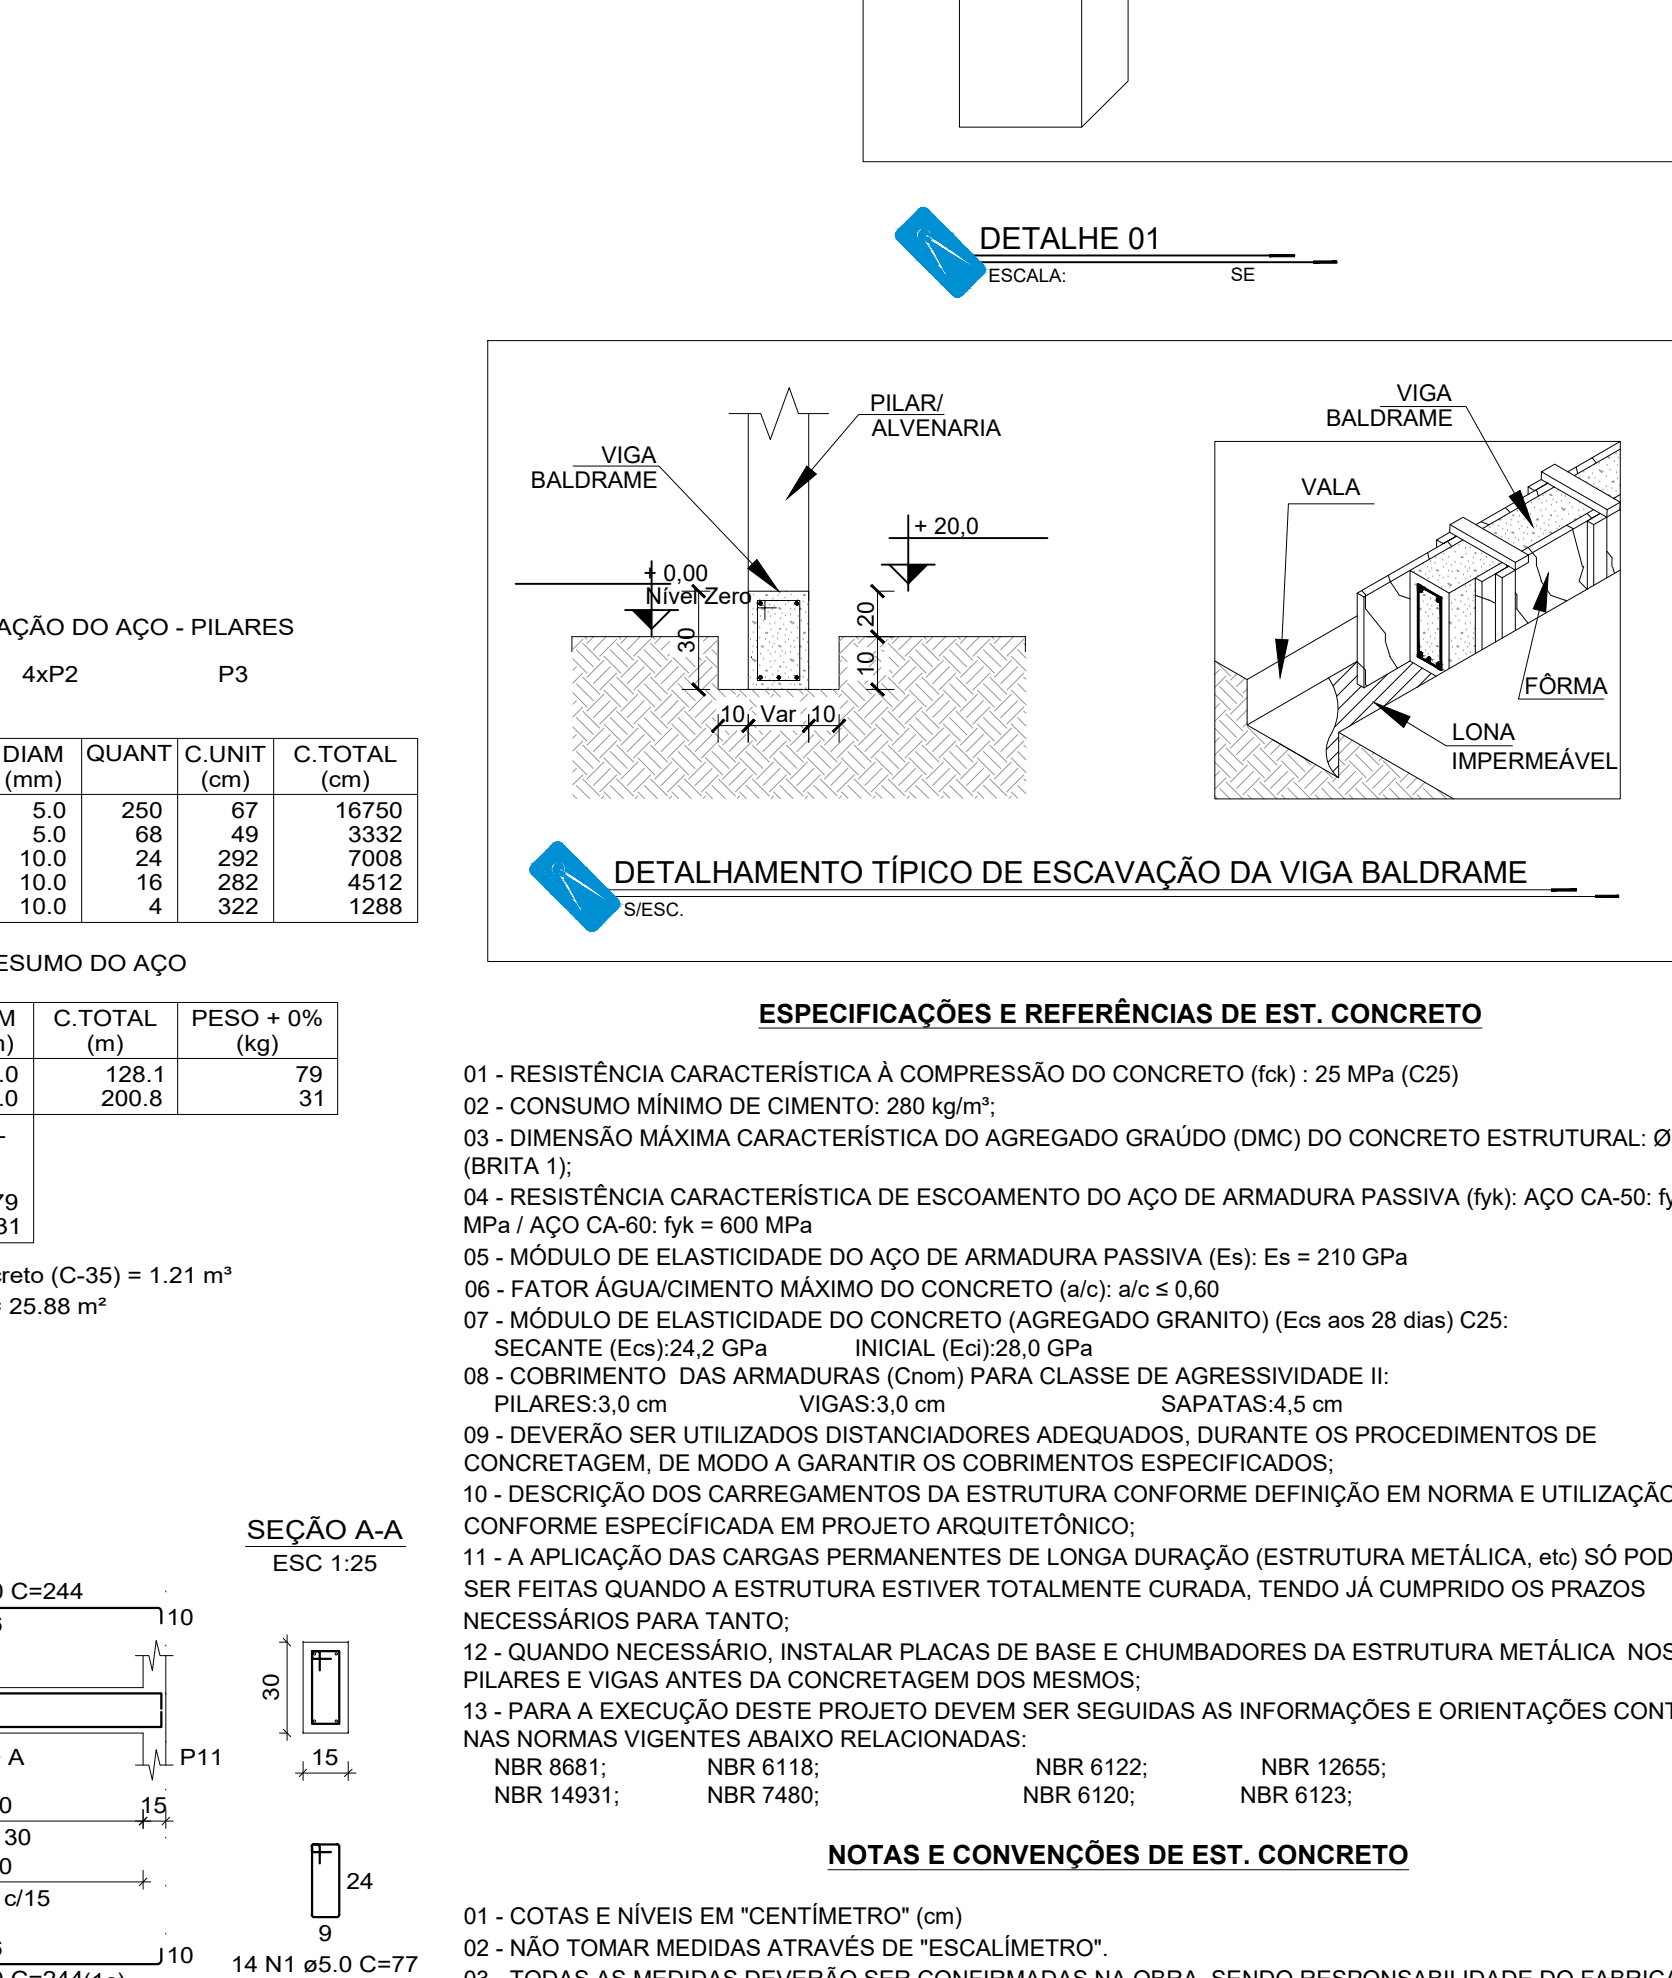 DETALHE 01
ESCALA: SE
PILAR/
ALVENARIA
VIGA
BALDRAME
+ 20,0
+ 0,00
Nível Zero
30
20
10
10 Var 10
VIGA
BALDRAME
VALA
FÔRMA
LONA
IMPERMEÁVEL
DETALHAMENTO TÍPICO DE ESCAVAÇÃO DA VIGA BALDRAME
S/ESC.
AÇÃO DO AÇO - PILARES
4xP2 P3
DIAM QUANT C.UNIT C.TOTAL
(mm) (cm) (cm)
5.0 250 67 16750
5.0 68 49 3332
10.0 24 292 7008
10.0 16 282 4512
10.0 4 322 1288
ESUMO DO AÇO
M C.TOTAL PESO + 0%
(m) (kg)
.0 128.1 79
.0 200.8 31
79
31
reto (C-35) = 1.21 m³
= 25.88 m²
ESPECIFICAÇÕES E REFERÊNCIAS DE EST. CONCRETO
01 - RESISTÊNCIA CARACTERÍSTICA À COMPRESSÃO DO CONCRETO (fck) : 25 MPa (C25)
02 - CONSUMO MÍNIMO DE CIMENTO: 280 kg/m³;
03 - DIMENSÃO MÁXIMA CARACTERÍSTICA DO AGREGADO GRAÚDO (DMC) DO CONCRETO ESTRUTURAL: Ø
(BRITA 1);
04 - RESISTÊNCIA CARACTERÍSTICA DE ESCOAMENTO DO AÇO DE ARMADURA PASSIVA (fyk): AÇO CA-50: fy
MPa / AÇO CA-60: fyk = 600 MPa
05 - MÓDULO DE ELASTICIDADE DO AÇO DE ARMADURA PASSIVA (Es): Es = 210 GPa
06 - FATOR ÁGUA/CIMENTO MÁXIMO DO CONCRETO (a/c): a/c ≤ 0,60
07 - MÓDULO DE ELASTICIDADE DO CONCRETO (AGREGADO GRANITO) (Ecs aos 28 dias) C25:
SECANTE (Ecs):24,2 GPa INICIAL (Eci):28,0 GPa
08 - COBRIMENTO DAS ARMADURAS (Cnom) PARA CLASSE DE AGRESSIVIDADE II:
PILARES:3,0 cm VIGAS:3,0 cm SAPATAS:4,5 cm
09 - DEVERÃO SER UTILIZADOS DISTANCIADORES ADEQUADOS, DURANTE OS PROCEDIMENTOS DE
CONCRETAGEM, DE MODO A GARANTIR OS COBRIMENTOS ESPECIFICADOS;
10 - DESCRIÇÃO DOS CARREGAMENTOS DA ESTRUTURA CONFORME DEFINIÇÃO EM NORMA E UTILIZAÇÃO
CONFORME ESPECÍFICADA EM PROJETO ARQUITETÔNICO;
11 - A APLICAÇÃO DAS CARGAS PERMANENTES DE LONGA DURAÇÃO (ESTRUTURA METÁLICA, etc) SÓ POD
SER FEITAS QUANDO A ESTRUTURA ESTIVER TOTALMENTE CURADA, TENDO JÁ CUMPRIDO OS PRAZOS
NECESSÁRIOS PARA TANTO;
12 - QUANDO NECESSÁRIO, INSTALAR PLACAS DE BASE E CHUMBADORES DA ESTRUTURA METÁLICA NOS
PILARES E VIGAS ANTES DA CONCRETAGEM DOS MESMOS;
13 - PARA A EXECUÇÃO DESTE PROJETO DEVEM SER SEGUIDAS AS INFORMAÇÕES E ORIENTAÇÕES CONT
NAS NORMAS VIGENTES ABAIXO RELACIONADAS:
NBR 8681; NBR 6118; NBR 6122; NBR 12655;
NBR 14931; NBR 7480; NBR 6120; NBR 6123;
SEÇÃO A-A
ESC 1:25
C=244
10
30
A P11
15
15
30
c/15
24
9
10
14 N1 ø5.0 C=77
NOTAS E CONVENÇÕES DE EST. CONCRETO
01 - COTAS E NÍVEIS EM "CENTÍMETRO" (cm)
02 - NÃO TOMAR MEDIDAS ATRAVÉS DE "ESCALÍMETRO".
03 - TODAS AS MEDIDAS DEVERÃO SER CONFIRMADAS NA OBRA, SENDO RESPONSABILIDADE DO FABRICA